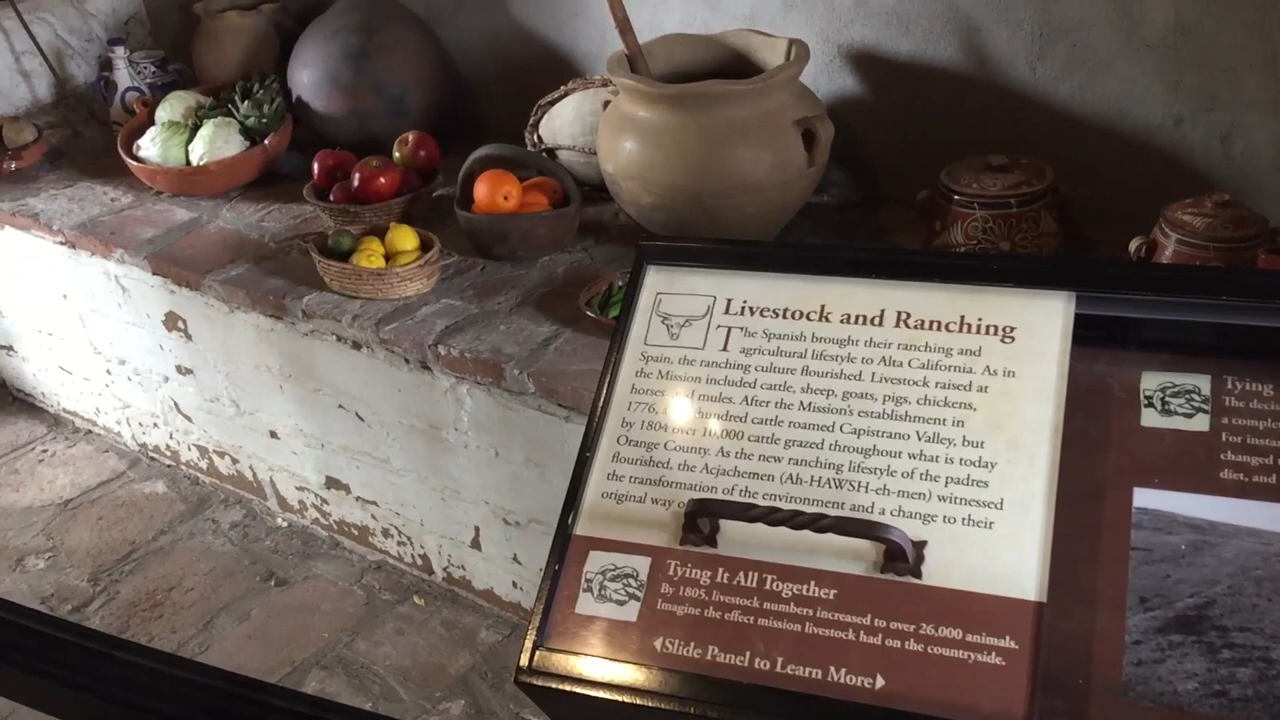 Livestock and Ranching
The Spanish brought their ranching and
agricultural lifestyle to Alta California. As in
Spain, the ranching culture flourished. Livestock raised at
the Mission included cattle, sheep, goats, pigs, chickens,
horses and mules. After the Mission's establishment in
1776, hundred cattle roamed Capistrano Valley, but
by 1804 over 10,000 cattle grazed throughout what is today
Orange County. As the new ranching lifestyle of the padres
flourished, the Acjachemen (Ah-HAWSH-eh-men) witnessed
the transformation of the environment and a change to their
original way o
Tying It All Together
By 1805, livestock numbers increased to over 26,000 animals.
Imagine the effect mission livestock had on the countryside.
Slide Panel to Learn More
Tying
The deci
a comple
For insta
changed
diet, and